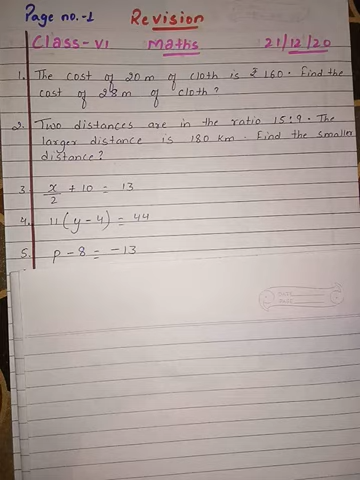 Page no.-1 Revision
Class-VI Maths 21/12/20
1. The cost of 20 m of cloth is ₹ 160. Find the
cost of 28 m of cloth?
2. Two distances are in the ratio 15:9. The
larger distance is 180 km. Find the smaller
distance?
3. x/2 + 10 = 13
4. 11(y-4) = 44
5. p - 8 = -13